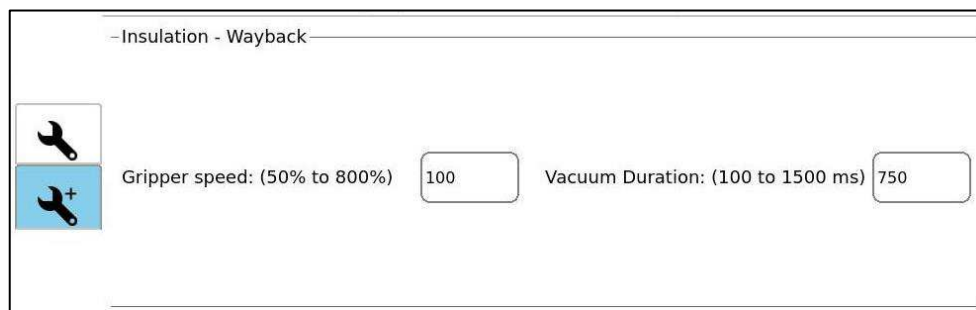 Insulation - Wayback
Gripper speed: (50% to 800%) 100 Vacuum Duration: (100 to 1500 ms) 750